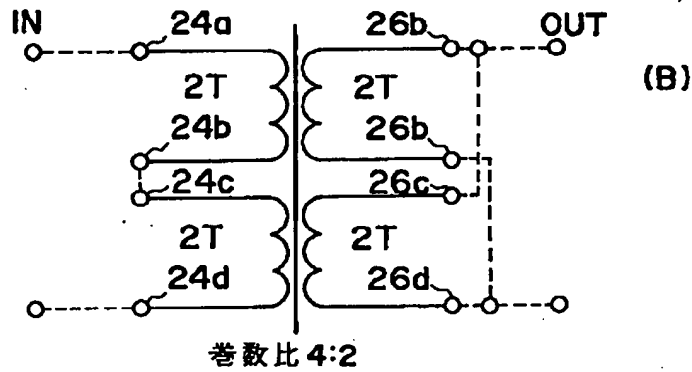 IN 24a 26b OUT
2T 2T (B)
24b 26b
24c 26c
2T 2T
24d 26d
巻数比 4:2